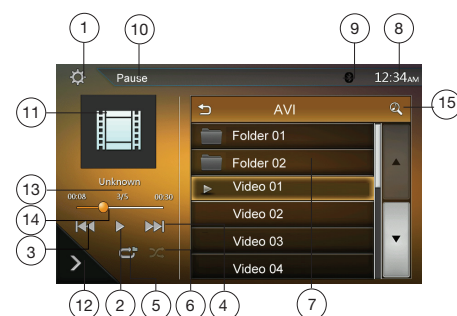 1
10
9
8
Pause
12:34AM
11
AVI
15
Folder 01
Folder 02
13
Unknown
Video 01
00:08 3/5 00:30
14
Video 02
3
Video 03
Video 04
12
2
5
6
4
7